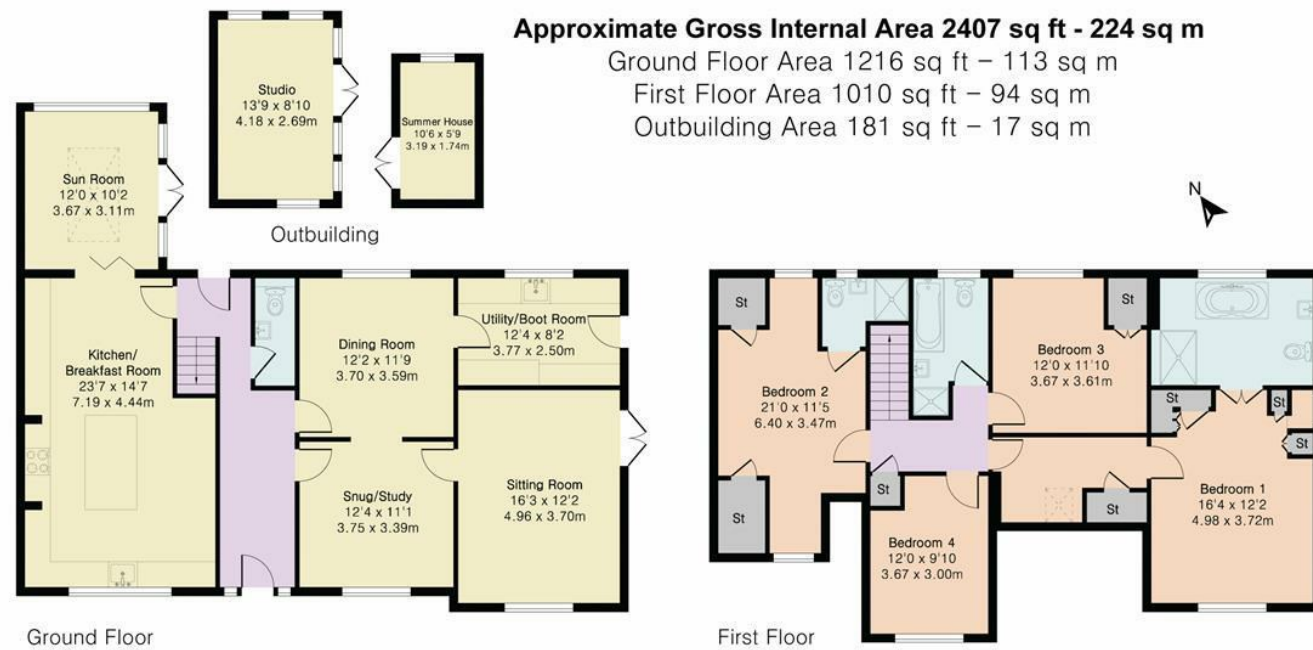 Approximate Gross Internal Area 2407 sq ft - 224 sq m
Ground Floor Area 1216 sq ft – 113 sq m
First Floor Area 1010 sq ft – 94 sq m
Outbuilding Area 181 sq ft – 17 sq m
Studio
13'9 x 8'10
4.18 x 2.69m
Summer House
10'6 x 5'9
3.19 x 1.74m
Outbuilding
N
Sun Room
12'0 x 10'2
3.67 x 3.11m
Kitchen/
Breakfast Room
23'7 x 14'7
7.19 x 4.44m
Dining Room
12'2 x 11'9
3.70 x 3.59m
Utility/Boot Room
12'4 x 8'2
3.77 x 2.50m
Snug/Study
12'4 x 11'1
3.75 x 3.39m
Sitting Room
16'3 x 12'2
4.96 x 3.70m
Ground Floor
St
Bedroom 2
21'0 x 11'5
6.40 x 3.47m
St
St
Bedroom 3
12'0 x 11'10
3.67 x 3.61m
St
St
St
St
Bedroom 1
16'4 x 12'2
4.98 x 3.72m
St
Bedroom 4
12'0 x 9'10
3.67 x 3.00m
St
First Floor